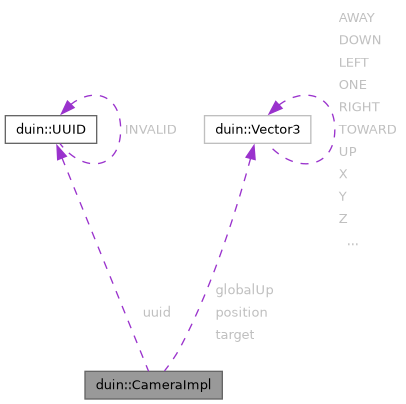 AWAY
DOWN
LEFT
ONE
RIGHT
TOWARD
UP
X
Y
Z
...
duin::UUID
INVALID
duin::Vector3
uuid
globalUp
position
target
duin::CameraImpl